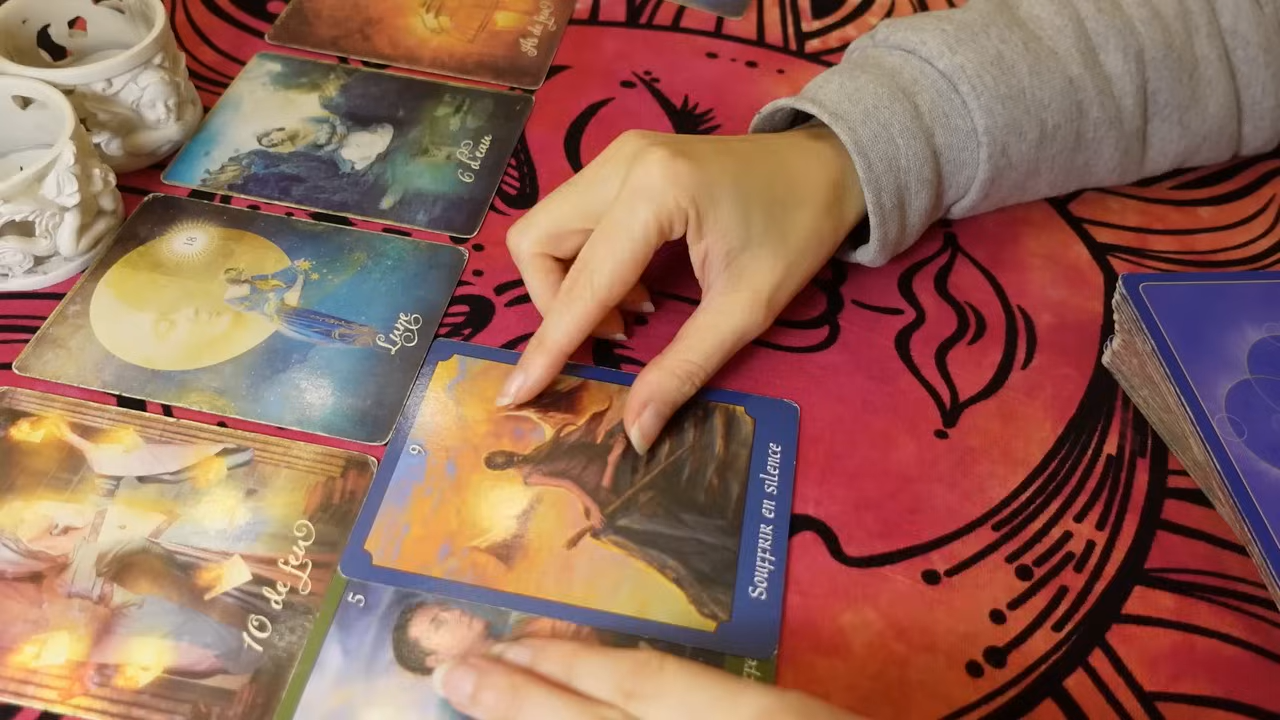 As de feu
6 d'eau
18
Lune
10 de feu
9
Souffrir en silence
5